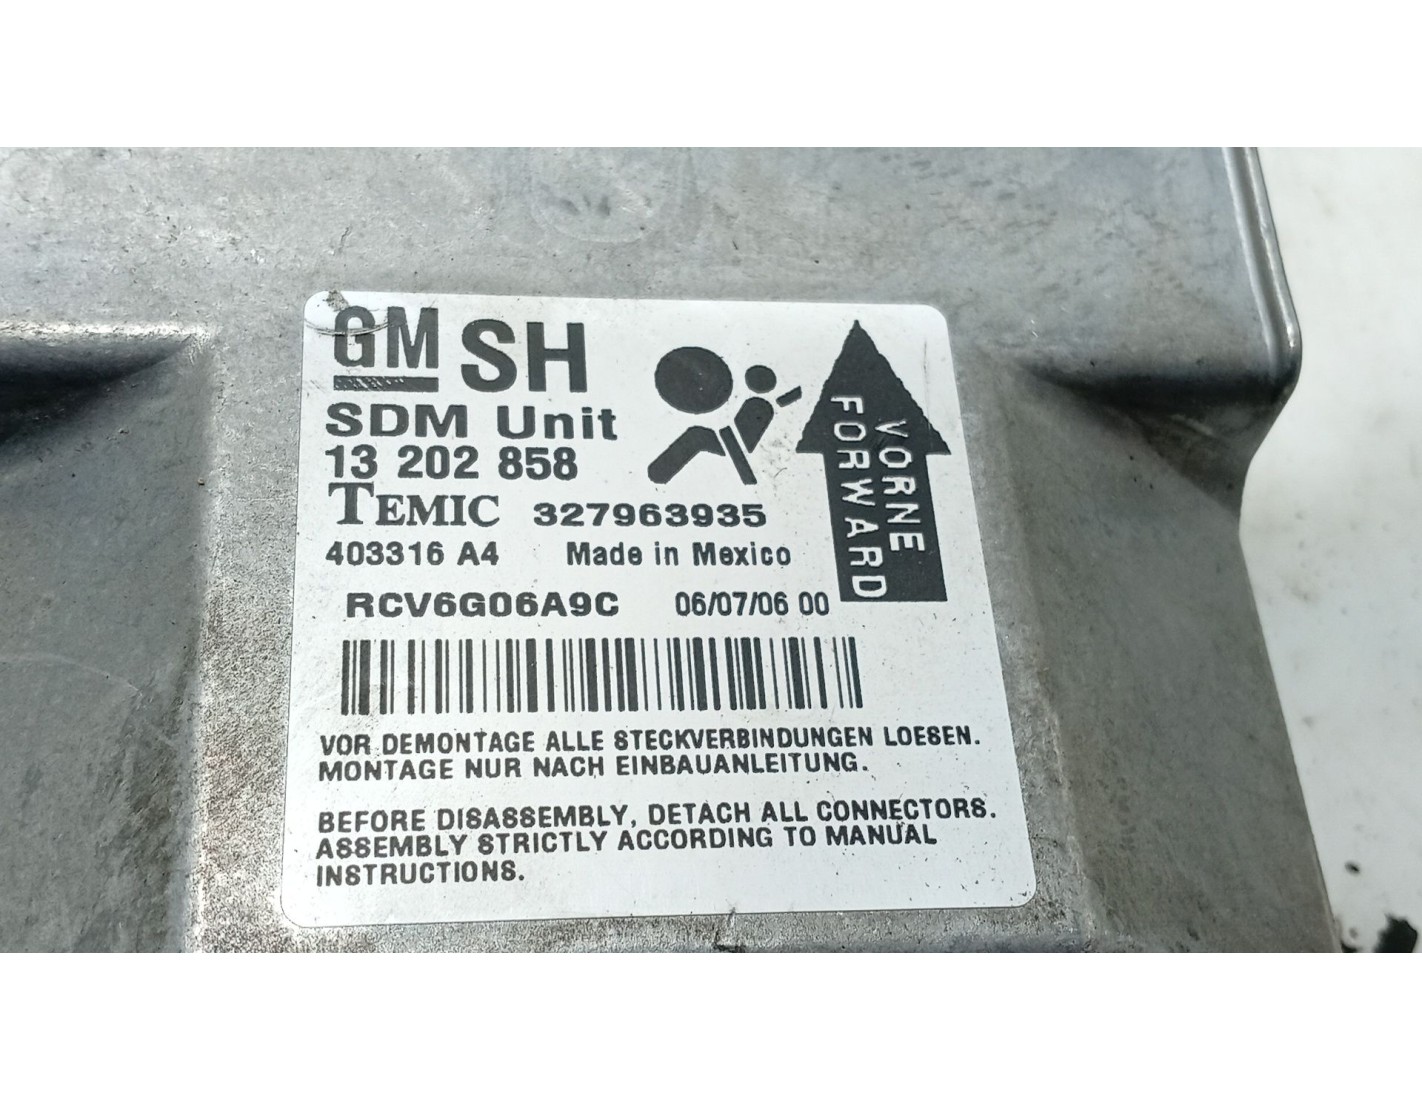 GM SH
SDM Unit
13 202 858
TEMIC 327963935
403316 A4 Made in Mexico
RCV6G06A9C 06/07/06 00
VORNE
FORWARD
VOR DEMONTAGE ALLE STECKVERBINDUNGEN LOESEN.
MONTAGE NUR NACH EINBAUANLEITUNG.
BEFORE DISASSEMBLY, DETACH ALL CONNECTORS.
ASSEMBLY STRICTLY ACCORDING TO MANUAL
INSTRUCTIONS.